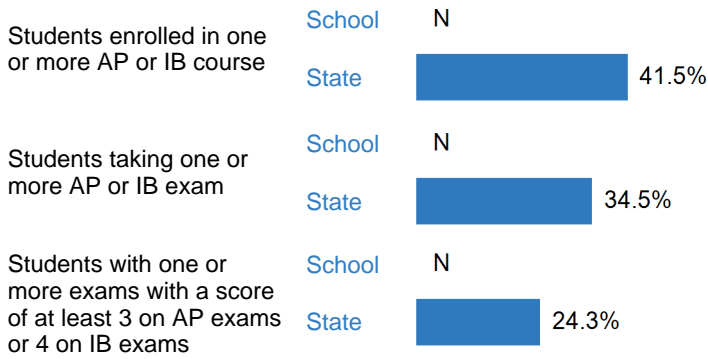 Students enrolled in one
or more AP or IB course
School N
State 41.5%
Students taking one or
more AP or IB exam
School N
State 34.5%
Students with one or
more exams with a score
of at least 3 on AP exams
or 4 on IB exams
School N
State 24.3%